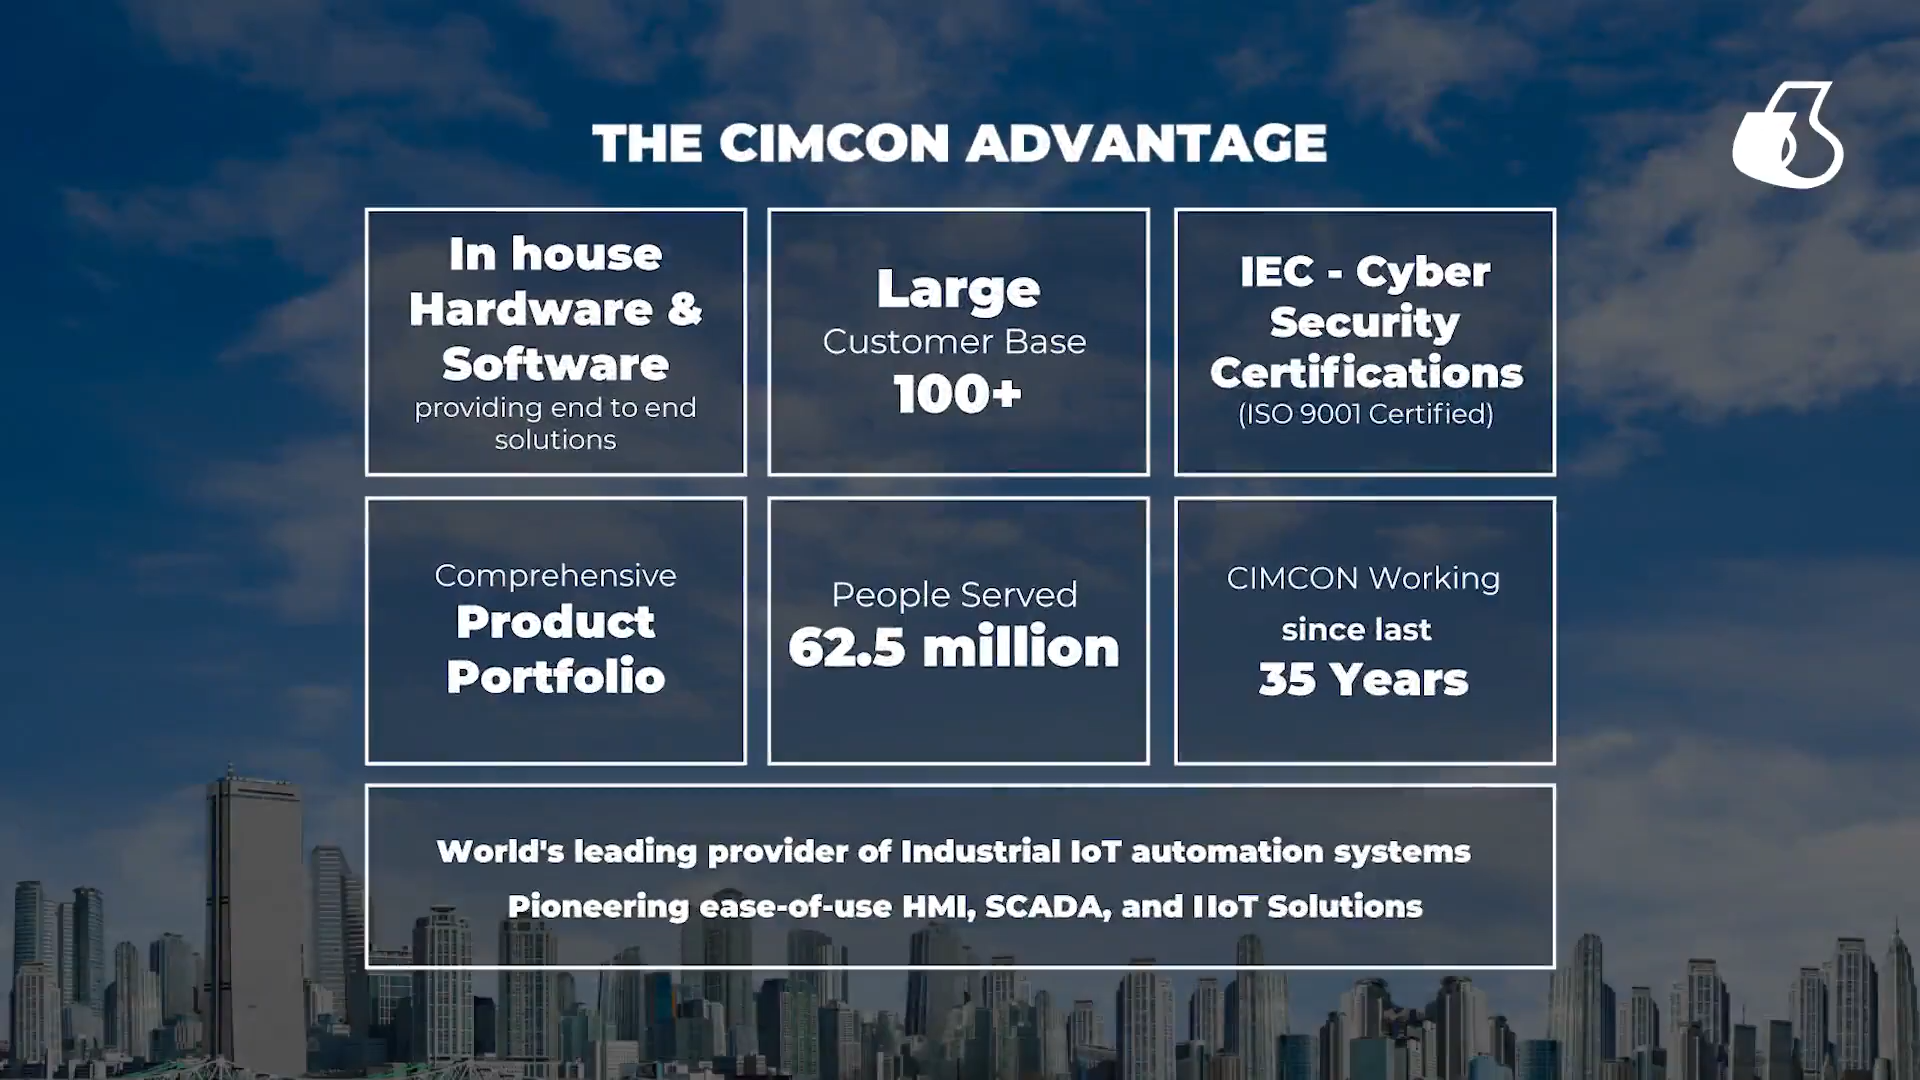 THE CIMCON ADVANTAGE
In house
Hardware &
Software
providing end to end
solutions
Large
Customer Base
100+
IEC - Cyber
Security
Certifications
(ISO 9001 Certified)
Comprehensive
Product
Portfolio
People Served
62.5 million
CIMCON Working
since last
35 Years
World's leading provider of Industrial IoT automation systems
Pioneering ease-of-use HMI, SCADA, and IIoT Solutions